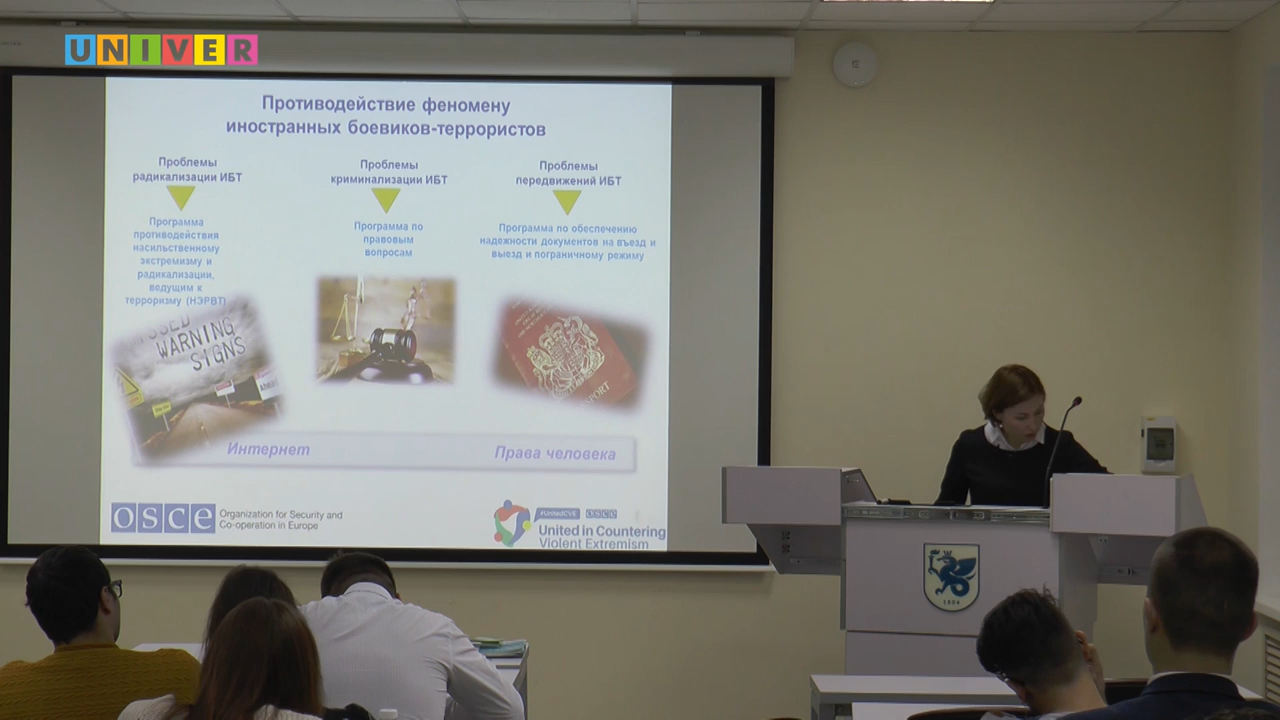 UNIVER
Противодействие феномену
иностранных боевиков-террористов
Проблемы
радикализации ИБТ
Проблемы
криминализации ИБТ
Проблемы
передвижений ИБТ
Программа
противодействия
насильственному
экстремизму и
радикализации,
ведущим к
терроризму (НЭРВТ)
Программа по
правовым
вопросам
Программа по обеспечению
надежности документов на въезд и
выезд и пограничному режиму
WARNING
SIGNS
Интернет
Права человека
osce
Organization for Security and
Co-operation in Europe
#UnitedCVE
osce
United in Countering
Violent Extremism
1804